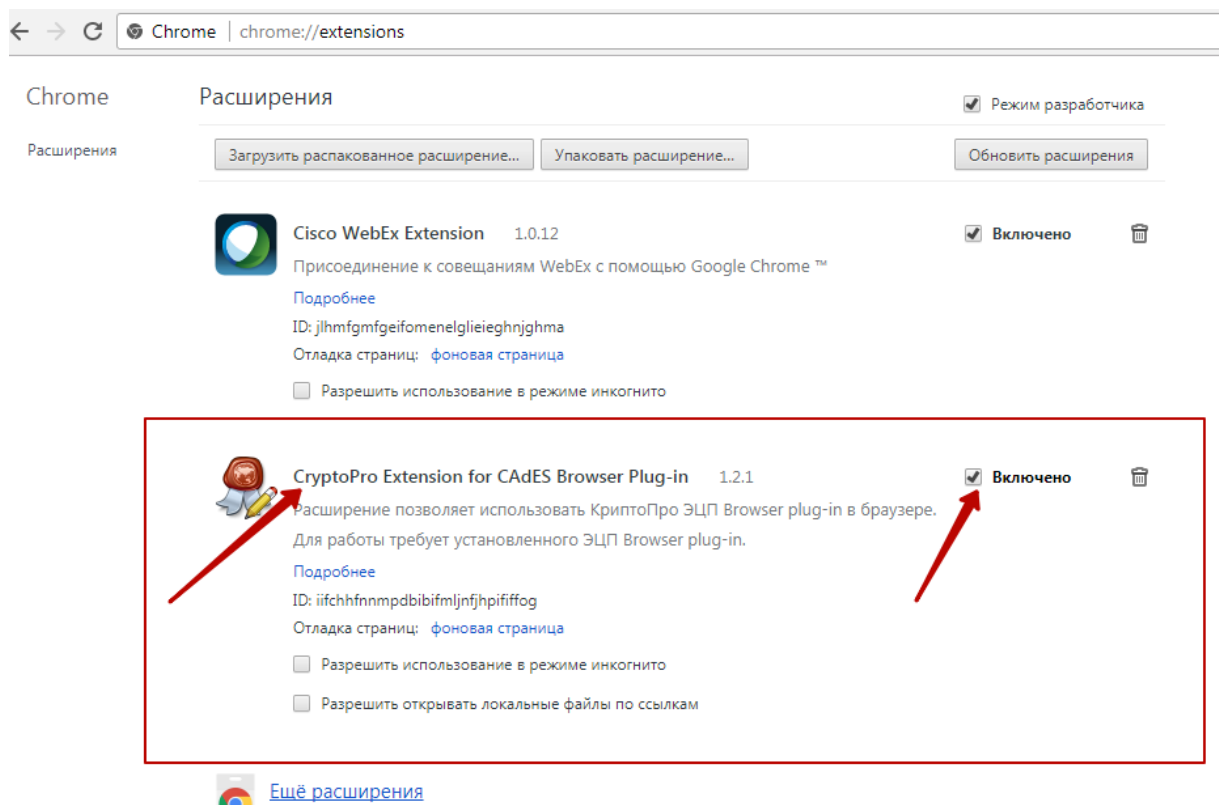 Chrome | chrome://extensions
Chrome
Расширения
Режим разработчика
Расширения
Загрузить распакованное расширение...
Упаковать расширение...
Обновить расширения
Cisco WebEx Extension 1.0.12
Включено
Присоединение к совещаниям WebEx с помощью Google Chrome ™
Подробнее
ID: jlhmfgmfgeifomenelglieieghnjghma
Отладка страниц: фоновая страница
Разрешить использование в режиме инкогнито
CryptoPro Extension for CAdES Browser Plug-in 1.2.1
Включено
Расширение позволяет использовать КриптоПро ЭЦП Browser plug-in в браузере.
Для работы требует установленного ЭЦП Browser plug-in.
Подробнее
ID: iifchhfnnmpdbibifmljnfjhpififfog
Отладка страниц: фоновая страница
Разрешить использование в режиме инкогнито
Разрешить открывать локальные файлы по ссылкам
Ещё расширения